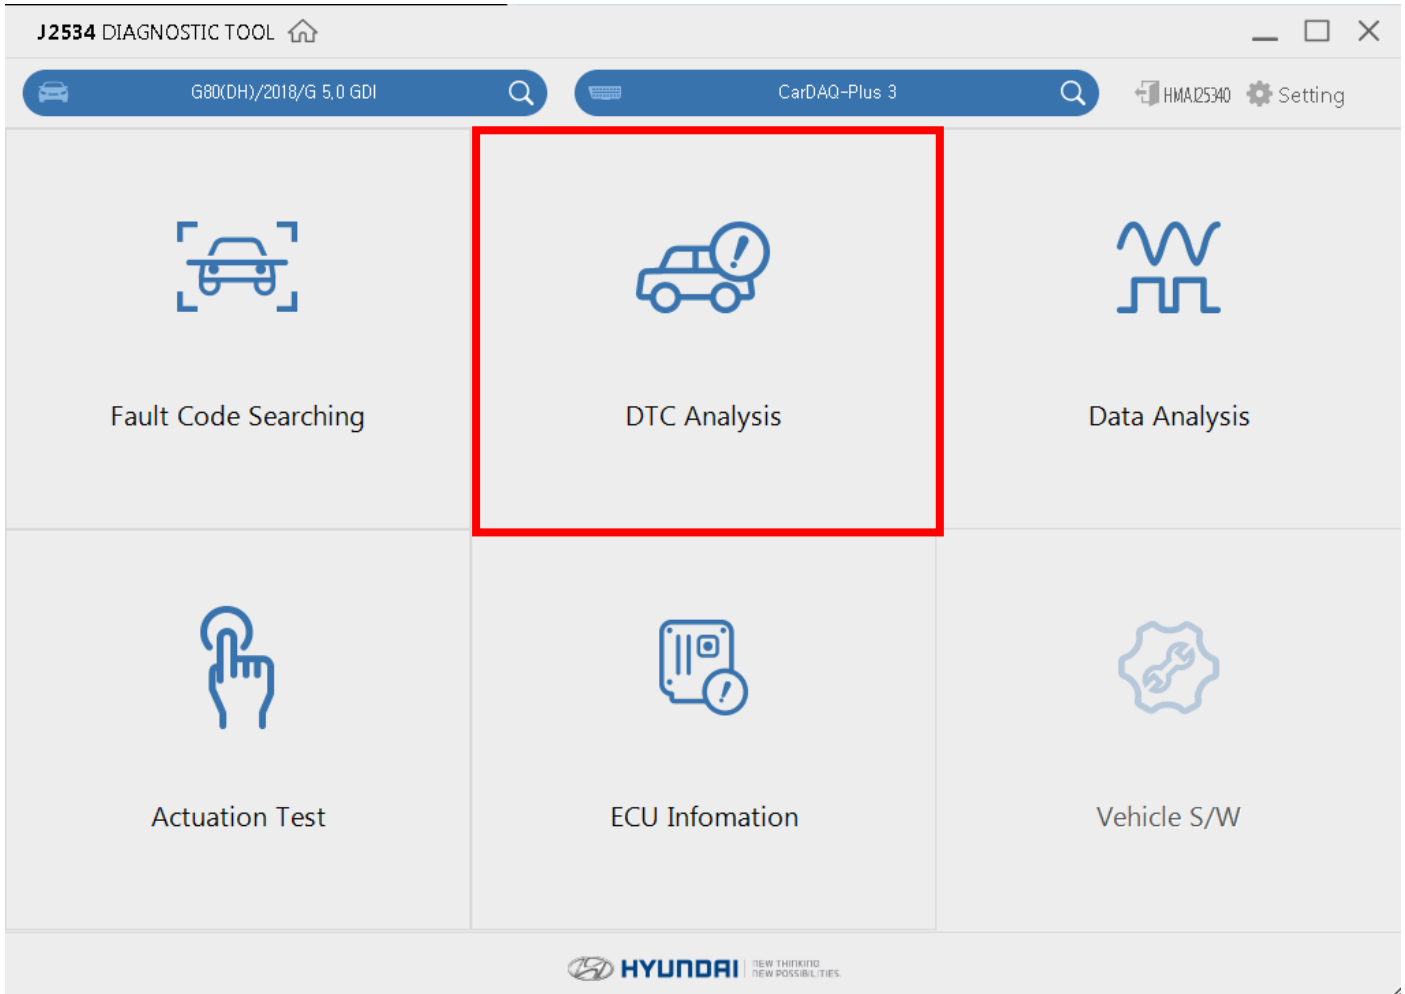 J2534 DIAGNOSTIC TOOL
G80(DH)/2018/G 5,0 GDI
CarDAQ-Plus 3
HMAJ25340
Setting
Fault Code Searching
DTC Analysis
Data Analysis
Actuation Test
ECU Infomation
Vehicle S/W
HYUNDAI
NEW THINKING.
NEW POSSIBILITIES.